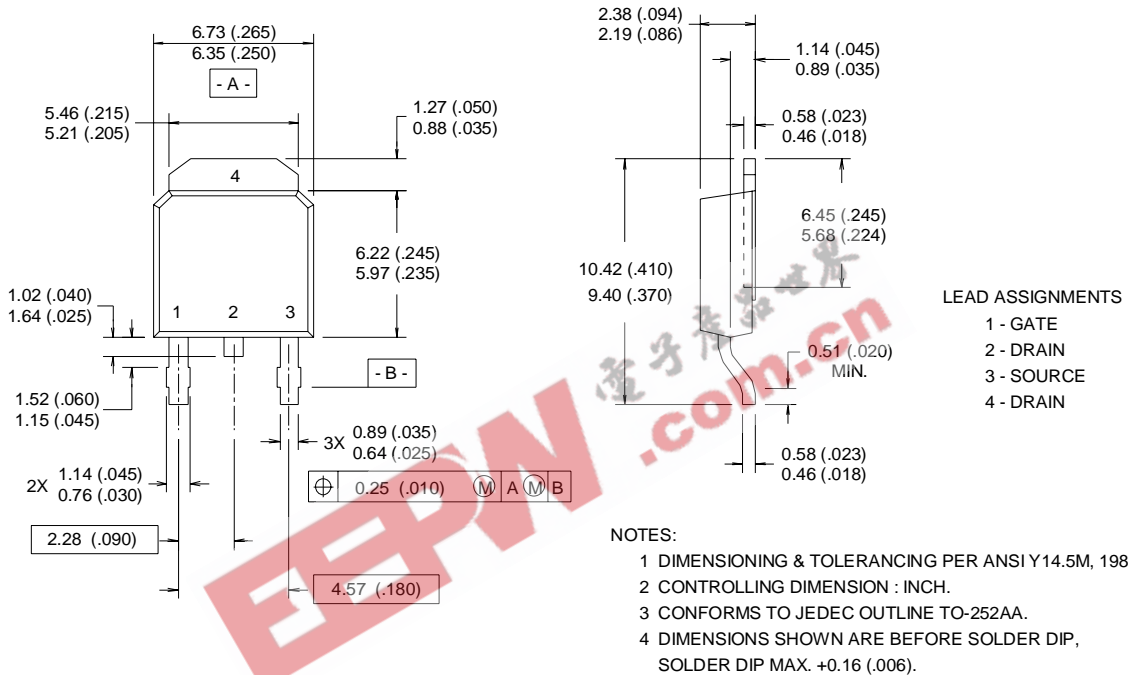 6.73 (.265)
6.35 (.250)
- A -
5.46 (.215)
5.21 (.205)
1.27 (.050)
0.88 (.035)
4
6.22 (.245)
5.97 (.235)
1.02 (.040)
1.64 (.025)
1 2 3
- B -
1.52 (.060)
1.15 (.045)
3X 0.89 (.035)
0.64 (.025)
2X 1.14 (.045)
0.76 (.030)
0.25 (.010) M A M B
2.28 (.090)
4.57 (.180)
2.38 (.094)
2.19 (.086)
1.14 (.045)
0.89 (.035)
0.58 (.023)
0.46 (.018)
6.45 (.245)
5.68 (.224)
10.42 (.410)
9.40 (.370)
0.51 (.020)
MIN.
0.58 (.023)
0.46 (.018)
LEAD ASSIGNMENTS
1 - GATE
2 - DRAIN
3 - SOURCE
4 - DRAIN
NOTES:
1 DIMENSIONING & TOLERANCING PER ANSI Y14.5M, 198
2 CONTROLLING DIMENSION : INCH.
3 CONFORMS TO JEDEC OUTLINE TO-252AA.
4 DIMENSIONS SHOWN ARE BEFORE SOLDER DIP,
SOLDER DIP MAX. +0.16 (.006).
EEPW.com.cn
電子產品世界